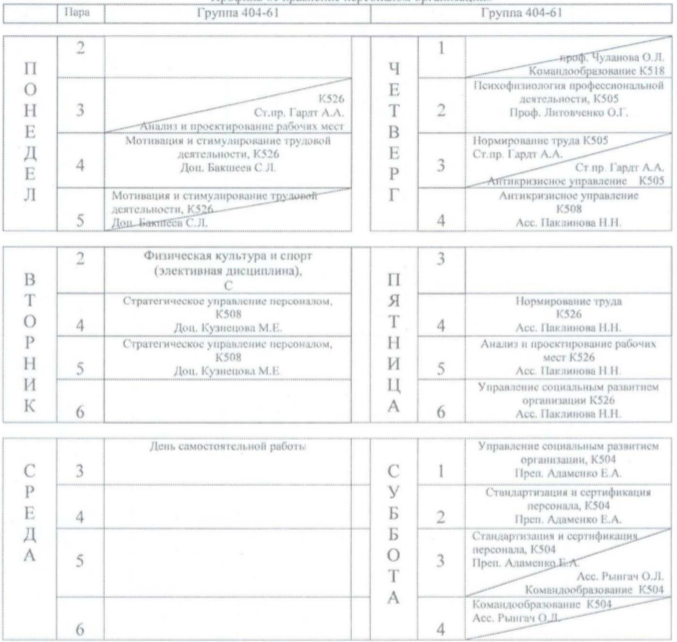 Пара
Группа 404-61
Группа 404-61
ПОНЕДЕЛ
2
3
К526
Ст.пр. Гардт А.А.
Анализ и проектирование рабочих мест
4
Мотивация и стимулирование трудовой
деятельности, К526
Доц. Бакшеев С.Л.
5
Мотивация и стимулирование трудовой
деятельности, К526
Доц. Бакшеев С.Л.
ЧЕТВЕРГ
1
проф. Чуланова О.Л.
Командообразование К518
2
Психофизиология профессиональной
деятельности, К505
Проф. Литовченко О.Г.
3
Нормирование труда К505
Ст.пр. Гардт А.А.
Ст пр. Гардт А.А.
Антикризисное управление К505
4
Антикризисное управление
К508
Асс. Паклинова Н.Н.
ВТОРНИК
2
Физическая культура и спорт
(элективная дисциплина),
С
4
Стратегическое управление персоналом,
К508
Доц. Кузнецова М.Е.
5
Стратегическое управление персоналом,
К508
Доц. Кузнецова М.Е.
6
ПЯТНИЦА
3
4
Нормирование труда
К526
Асс. Паклинова Н.Н.
5
Анализ и проектирование рабочих
мест К526
Асс. Паклинова Н.Н.
6
Управление социальным развитием
организации К526
Асс. Паклинова Н.Н.
СРЕДА
3
День самостоятельной работы
4
5
6
СУББОТА
1
Управление социальным развитием
организации, К504
Преп. Адаменко Е.А.
2
Стандартизация и сертификация
персонала, К504
Преп. Адаменко Е.А.
3
Стандартизация и сертификация
персонала, К504
Преп. Адаменко Е.А.
Асс. Рынгач О.Л.
Командообразование К504
4
Командообразование К504
Асс. Рынгач О.Л.